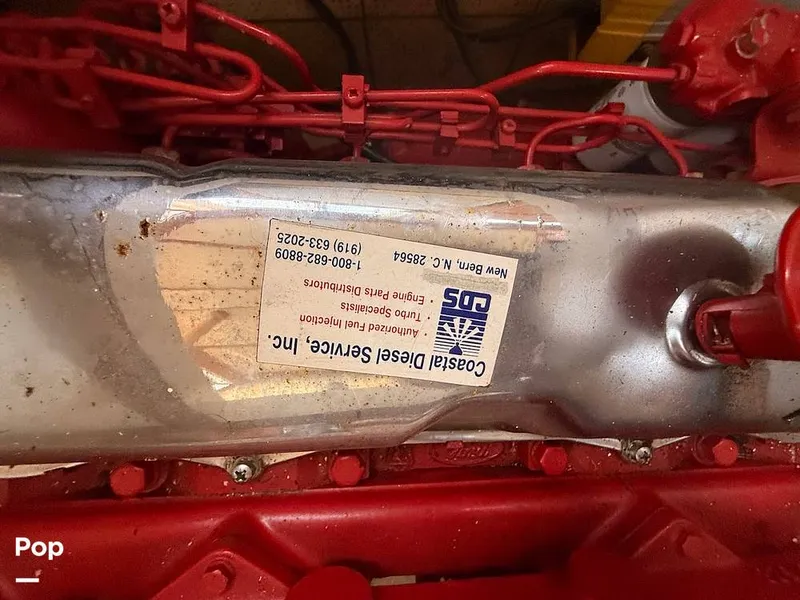 Coastal Diesel Service, Inc.
CDS
• Authorized Fuel Injection
• Turbo Specialists
• Engine Parts Distributors
New Bern, N.C. 28564
1-800-682-8809
(919) 633-2025
Ford
Pop